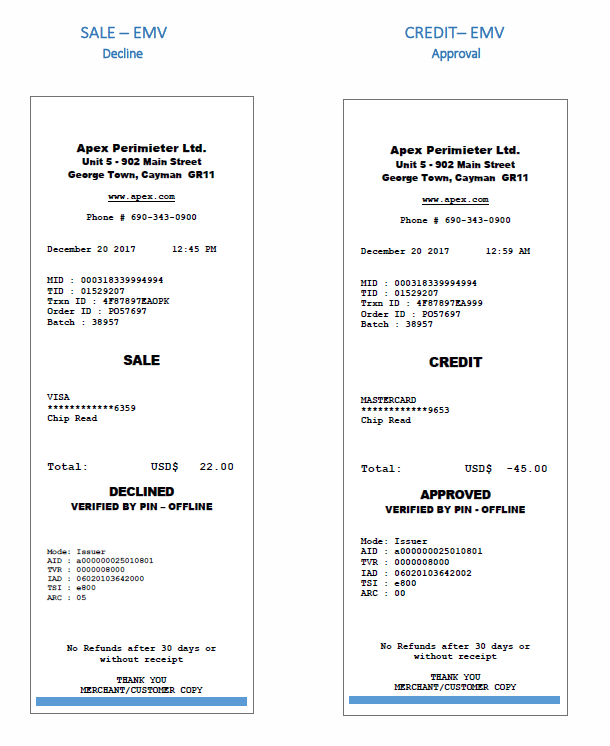 SALE – EMV
Decline
Apex Perimieter Ltd.
Unit 5 - 902 Main Street
George Town, Cayman GR11
www.apex.com
Phone # 690-343-0900
December 20 2017 12:45 PM
MID : 000318339994994
TID : 01529207
Trxn ID : 4F87897EAOPK
Order ID : PO57697
Batch : 38957
SALE
VISA
************6359
Chip Read
Total: USD$ 22.00
DECLINED
VERIFIED BY PIN – OFFLINE
Mode: Issuer
AID : a000000025010801
TVR : 0000008000
IAD : 06020103642000
TSI : e800
ARC : 05
No Refunds after 30 days or
without receipt
THANK YOU
MERCHANT/CUSTOMER COPY
CREDIT– EMV
Approval
Apex Perimieter Ltd.
Unit 5 - 902 Main Street
George Town, Cayman GR11
www.apex.com
Phone # 690-343-0900
December 20 2017 12:59 AM
MID : 000318339994994
TID : 01529207
Trxn ID : 4F87897EA999
Order ID : PO57697
Batch : 38957
CREDIT
MASTERCARD
************9653
Chip Read
Total: USD$ -45.00
APPROVED
VERIFIED BY PIN - OFFLINE
Mode: Issuer
AID : a000000025010801
TVR : 0000008000
IAD : 06020103642002
TSI : e800
ARC : 00
No Refunds after 30 days or
without receipt
THANK YOU
MERCHANT/CUSTOMER COPY